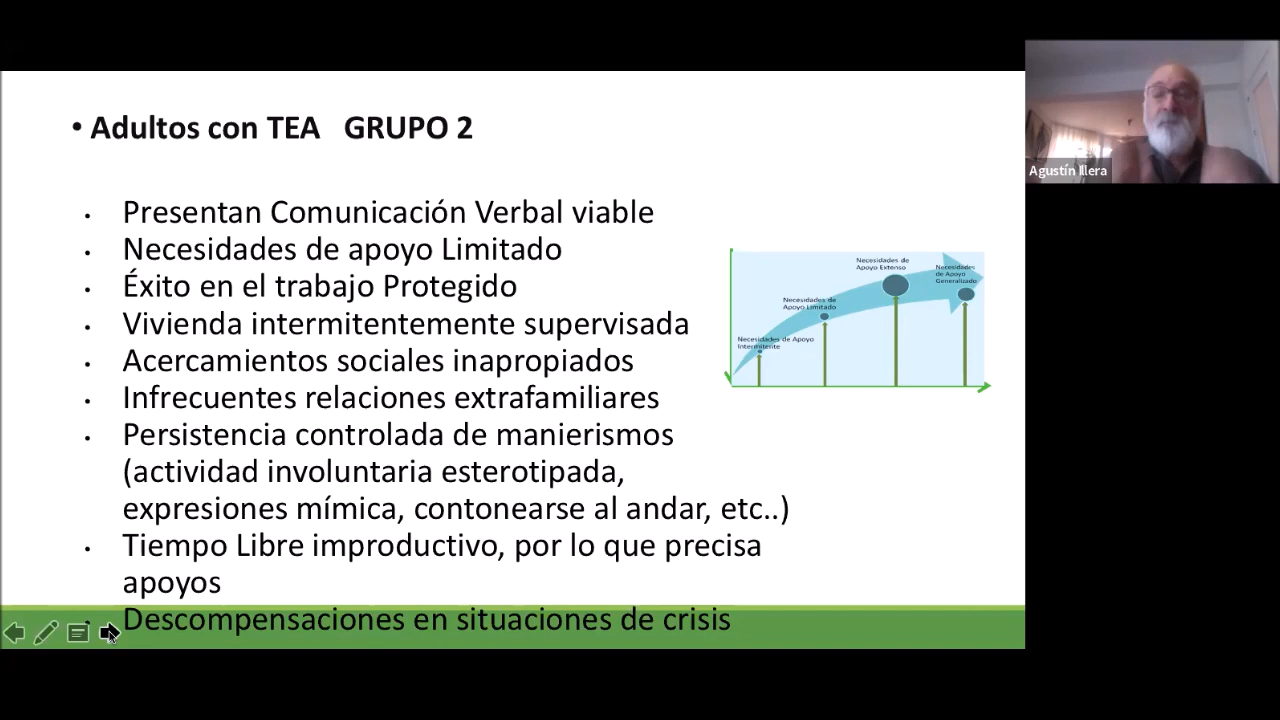 • Adultos con TEA GRUPO 2
• Presentan Comunicación Verbal viable
• Necesidades de apoyo Limitado
• Éxito en el trabajo Protegido
• Vivienda intermitentemente supervisada
• Acercamientos sociales inapropiados
• Infrecuentes relaciones extrafamiliares
• Persistencia controlada de manierismos
(actividad involuntaria esterotipada,
expresiones mímica, contonearse al andar, etc..)
• Tiempo Libre improductivo, por lo que precisa
apoyos
• Descompensaciones en situaciones de crisis
Necesidades de Apoyo
Intermitente
Necesidades de
Apoyo Limitado
Necesidades de
Apoyo Extenso
Necesidades
de Apoyo
Generalizado
Agustín Illera